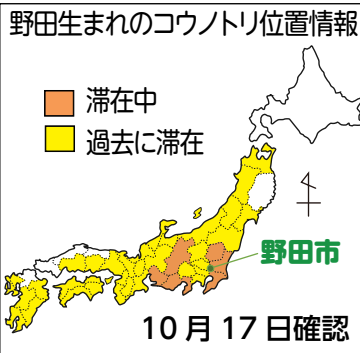 野田生まれのコウノトリ位置情報
滞在中
過去に滞在
野田市
10月17日確認